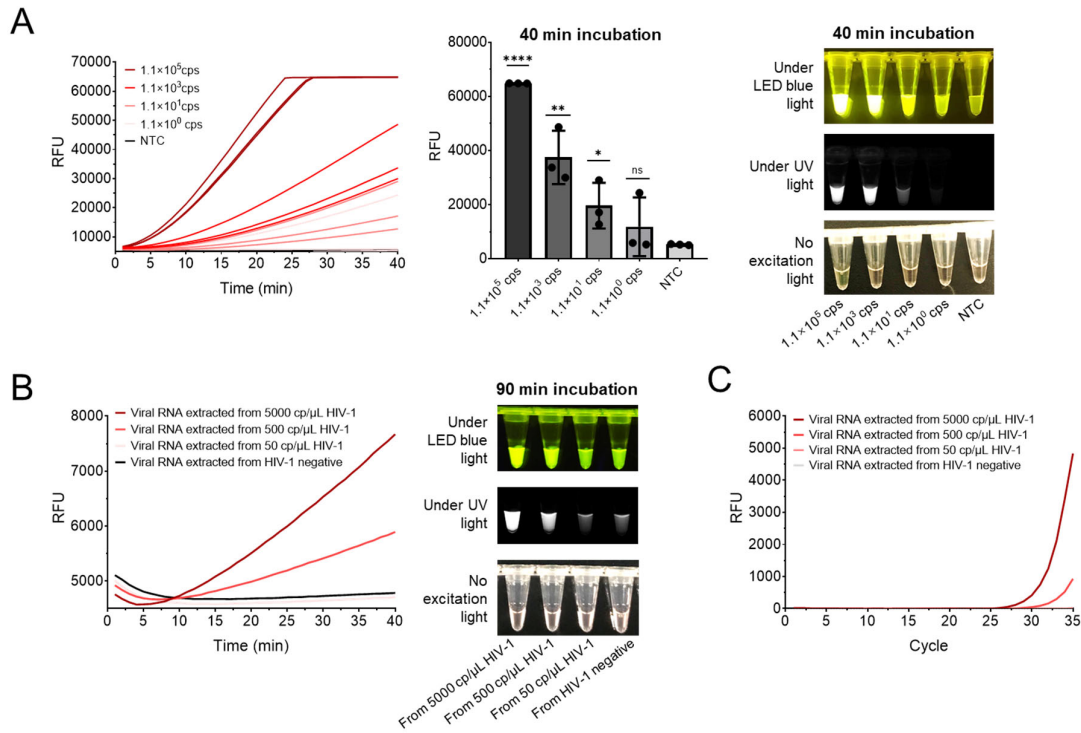 A
RFU
70000
60000
50000
40000
30000
20000
10000
0
5
10
15
20
25
30
35
40
Time (min)
1.1×10⁵cps
1.1×10³cps
1.1×10¹cps
1.1×10⁰ cps
NTC
40 min incubation
RFU
80000
60000
40000
20000
0
****
**
*
ns
1.1×10⁵ cps
1.1×10³ cps
1.1×10¹ cps
1.1×10⁰ cps
NTC
40 min incubation
Under
LED blue
light
Under UV
light
No
excitation
light
1.1×10⁵ cps
1.1×10³ cps
1.1×10¹ cps
1.1×10⁰ cps
NTC
B
RFU
8000
7000
6000
5000
0
5
10
15
20
25
30
35
40
Time (min)
Viral RNA extracted from 5000 cp/μL HIV-1
Viral RNA extracted from 500 cp/μL HIV-1
Viral RNA extracted from 50 cp/μL HIV-1
Viral RNA extracted from HIV-1 negative
90 min incubation
Under
LED blue
light
Under UV
light
No
excitation
light
From 5000 cp/μL HIV-1
From 500 cp/μL HIV-1
From 50 cp/μL HIV-1
From HIV-1 negative
C
RFU
6000
5000
4000
3000
2000
1000
0
0
5
10
15
20
25
30
35
Cycle
Viral RNA extracted from 5000 cp/μL HIV-1
Viral RNA extracted from 500 cp/μL HIV-1
Viral RNA extracted from 50 cp/μL HIV-1
Viral RNA extracted from HIV-1 negative